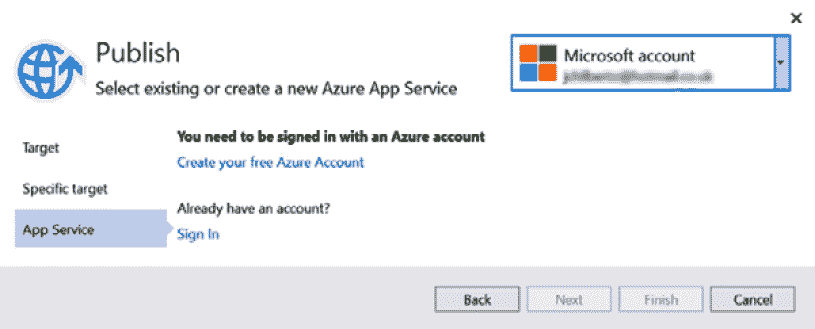 Publish
Select existing or create a new Azure App Service
Microsoft account
Target
Specific target
App Service
You need to be signed in with an Azure account
Create your free Azure Account
Already have an account?
Sign In
Back
Next
Finish
Cancel